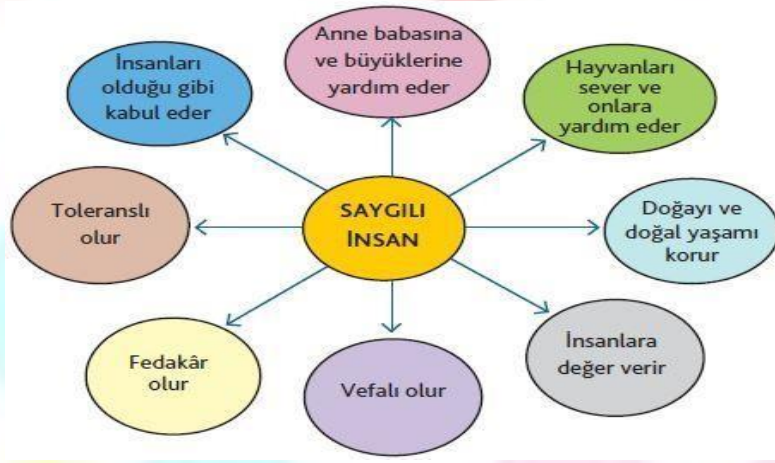 Anne babasına
ve büyüklerine
yardım eder
İnsanları
olduğu gibi
kabul eder
Hayvanları
sever ve
onlara
yardım eder
Toleranslı
olur
SAYGILI
İNSAN
Doğayı ve
doğal yaşamı
korur
Fedakâr
olur
Vefalı olur
İnsanlara
değer verir